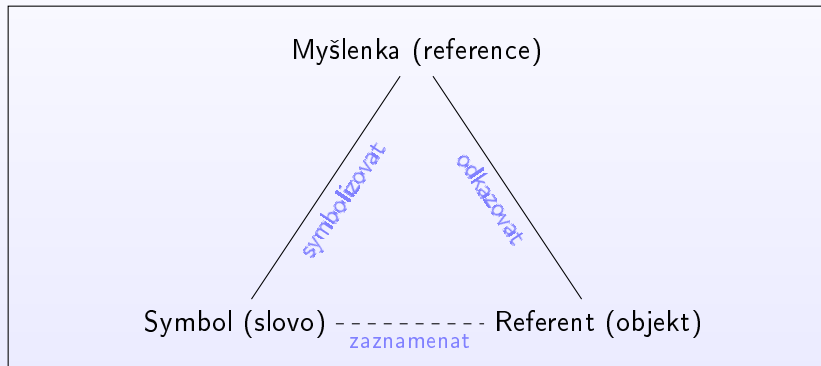 Myšlenka (reference)
symbolizovat
odkazovat
Symbol (slovo)
Referent (objekt)
zaznamenat